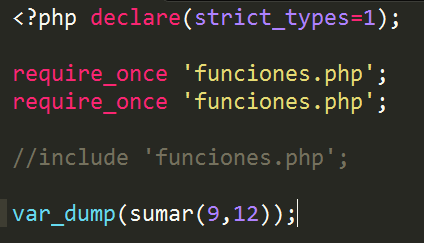 <?php declare(strict_types=1);
require_once 'funciones.php';
require_once 'funciones.php';
//include 'funciones.php';
var_dump(sumar(9,12));